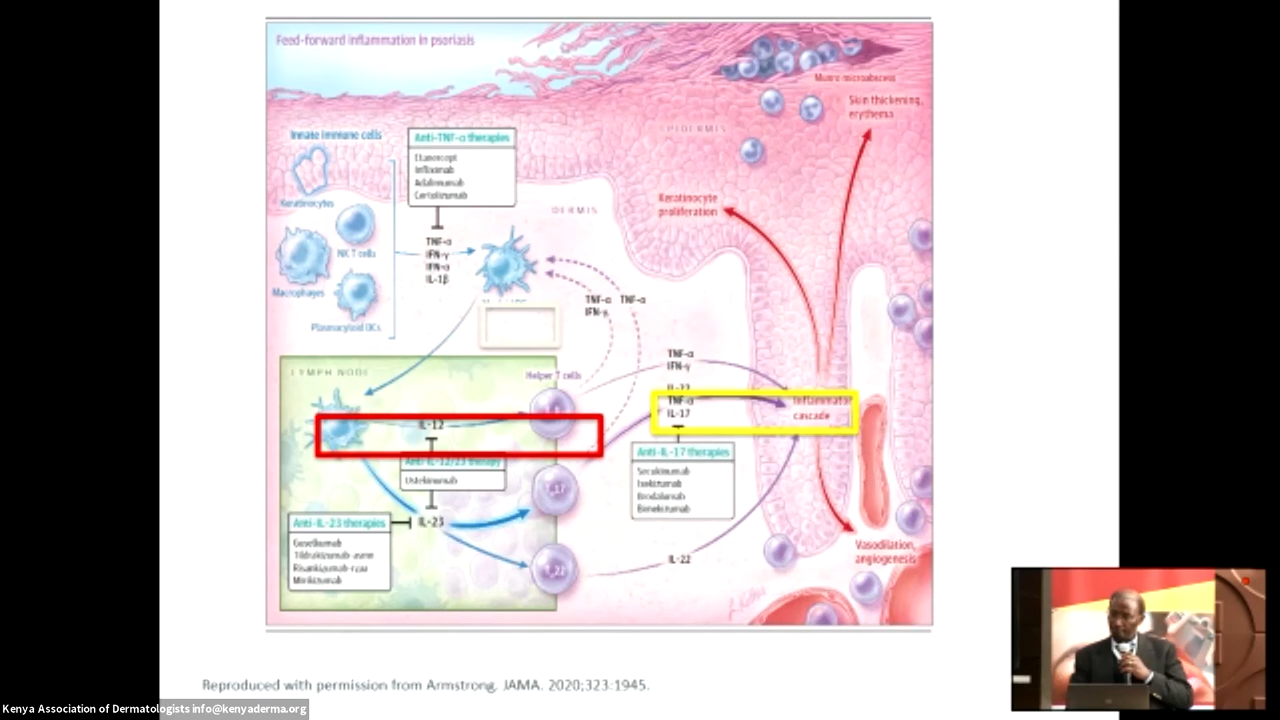 Feed-forward inflammation in psoriasis
Munro microabscess
Skin thickening,
erythema
EPIDERMIS
Innate immune cells
Anti-TNF-α therapies
Etanercept
Infliximab
Adalimumab
Certolizumab
Keratinocytes
NK T cells
Macrophages
Plasmacytoid DCs
DERMIS
Keratinocyte
proliferation
TNF-α
IFN-γ
IFN-α
IL-1β
TNF-α TNF-α
IFN-γ
LYMPH NODE
Helper T cells
TNF-α
IFN-γ
TNF-α
IL-17
Inflammator
cascade
IL-12
Anti-IL-12/23 therapy
Ustekinumab
Anti-IL-17 therapies
Secukinumab
Ixekizumab
Brodalumab
Bimekizumab
Anti-IL-23 therapies
Guselkumab
Tildrakizumab-asmn
Risankizumab-rzaa
Mirikizumab
IL-23
IL-22
Vasodilation,
angiogenesis
Reproduced with permission from Armstrong. JAMA. 2020;323:1945.
Kenya Association of Dermatologists info@kenyaderma.org